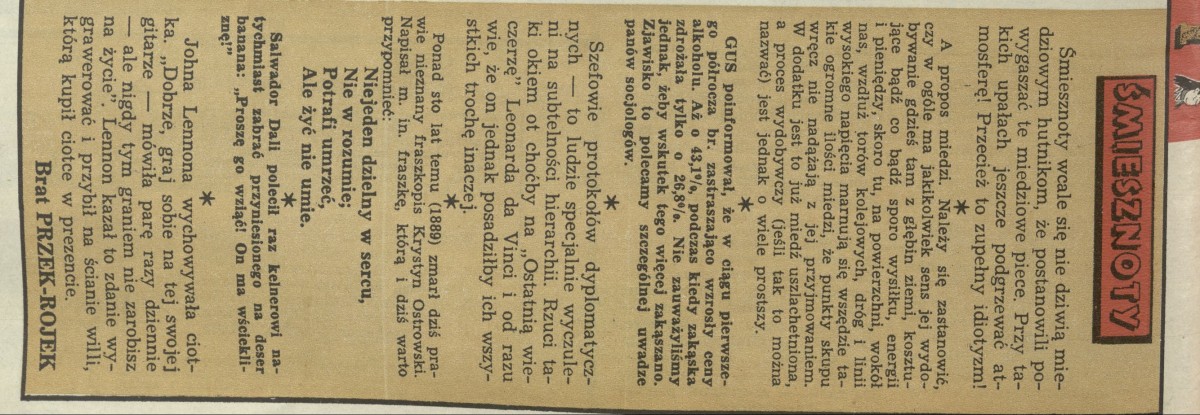 ŚMIESZNOTY
Śmiesznoty wcale się nie dziwią mie-
dziowym hutnikom, że postanowili po-
wygaszać te miedziowe piece. Przy ta-
kich upałach jeszcze podgrzewać at-
mosferę! Przecież to zupełny idiotyzm!
*
A propos miedzi. Należy się zastanowić,
czy w ogóle ma jakikolwiek sens jej wydo-
bywanie gdzieś tam z głębin ziemi, kosztu-
jące bądź co bądź sporo wysiłku, energii
i pieniędzy, skoro tu, na powierzchni, wokół
nas, wzdłuż torów kolejowych, dróg i linii
wysokiego napięcia marnują się wszędzie ta-
kie ogromne ilości miedzi, że punkty skupu
wręcz nie nadążają z jej przyjmowaniem.
W dodatku jest to już miedź uszlachetniona,
a proces wydobywczy (jeśli tak to można
nazwać) jest jednak o wiele prostszy.
*
GUS poinformował, że w ciągu pierwsze-
go półrocza br. zastraszająco wzrosły ceny
alkoholu. Aż o 43,1%, podczas kiedy zakąska
zdrożała tylko o 26,8%. Nie zauważyliśmy
jednak, żeby wskutek tego więcej zakąszano.
Zjawisko to polecamy szczególnej uwadze
panów socjologów.
*
Szefowie protokołów dyplomatycz-
nych — to ludzie specjalnie wyczule-
ni na subtelności hierarchii. Rzuci ta-
ki okiem ot choćby na „Ostatnią wie-
czerzę” Leonarda da Vinci i od razu
wie, że on jednak posadziłby ich wszy-
stkich trochę inaczej.
*
Ponad sto lat temu (1889) zmarł dziś pra-
wie nieznany fraszkopis Krystyn Ostrowski.
Napisał m. in. fraszkę, którą i dziś warto
przypomnieć:
Niejeden dzielny w sercu,
Nie w rozumie;
Potrafi umrzeć,
Ale żyć nie umie.
*
Salwador Dali polecił raz kelnerowi na-
tychmiast zabrać przyniesionego na deser
banana: „Proszę go wziąć! On ma wściekli-
znę!”
*
Johna Lennona wychowywała ciot-
ka. „Dobrze, graj sobie na tej swojej
gitarze — mówiła parę razy dziennie
— ale nigdy tym graniem nie zarobisz
na życie”. Lennon kazał to zdanie wy-
grawerować i przybił na ścianie willi,
którą kupił ciotce w prezencie.
Brat PRZEK-ROJEK